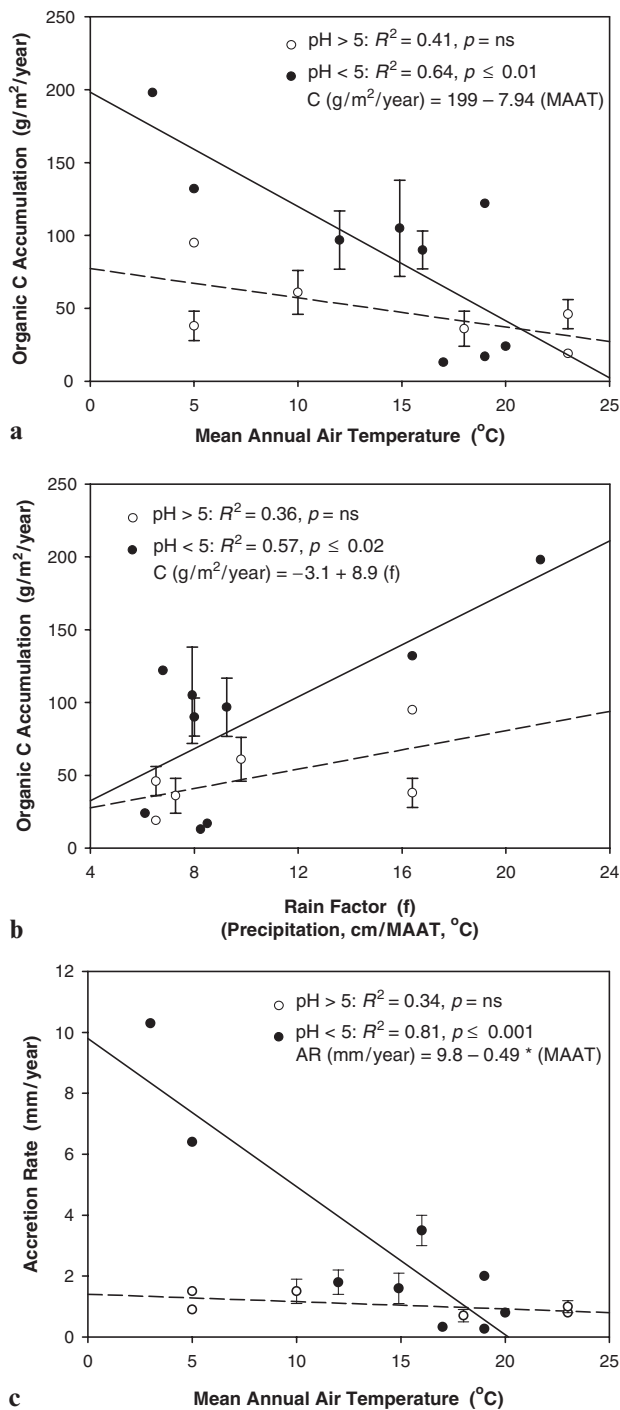 pH > 5: R² = 0.41, p = ns
pH < 5: R² = 0.64, p ≤ 0.01
C (g/m²/year) = 199 – 7.94 (MAAT)
Organic C Accumulation (g/m²/year)
250
200
150
100
50
0
0 5 10 15 20 25
a Mean Annual Air Temperature (°C)
pH > 5: R² = 0.36, p = ns
pH < 5: R² = 0.57, p ≤ 0.02
C (g/m²/year) = −3.1 + 8.9 (f)
Organic C Accumulation (g/m²/year)
250
200
150
100
50
0
4 8 12 16 20 24
Rain Factor (f)
b (Precipitation, cm/MAAT, °C)
pH > 5: R² = 0.34, p = ns
pH < 5: R² = 0.81, p ≤ 0.001
AR (mm/year) = 9.8 – 0.49 * (MAAT)
Accretion Rate (mm/year)
12
10
8
6
4
2
0
0 5 10 15 20 25
c Mean Annual Air Temperature (°C)